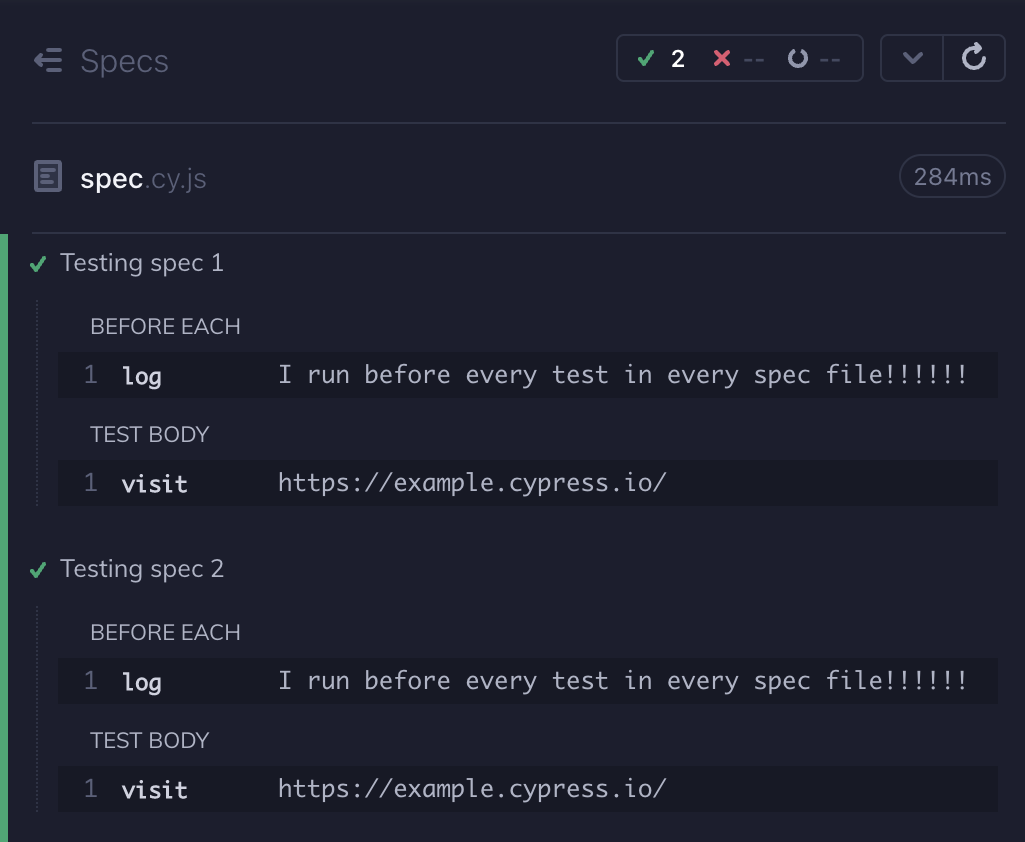 Specs 2 -- --
spec.cy.js 284ms
Testing spec 1
BEFORE EACH
1 log I run before every test in every spec file!!!!!!
TEST BODY
1 visit https://example.cypress.io/
Testing spec 2
BEFORE EACH
1 log I run before every test in every spec file!!!!!!
TEST BODY
1 visit https://example.cypress.io/